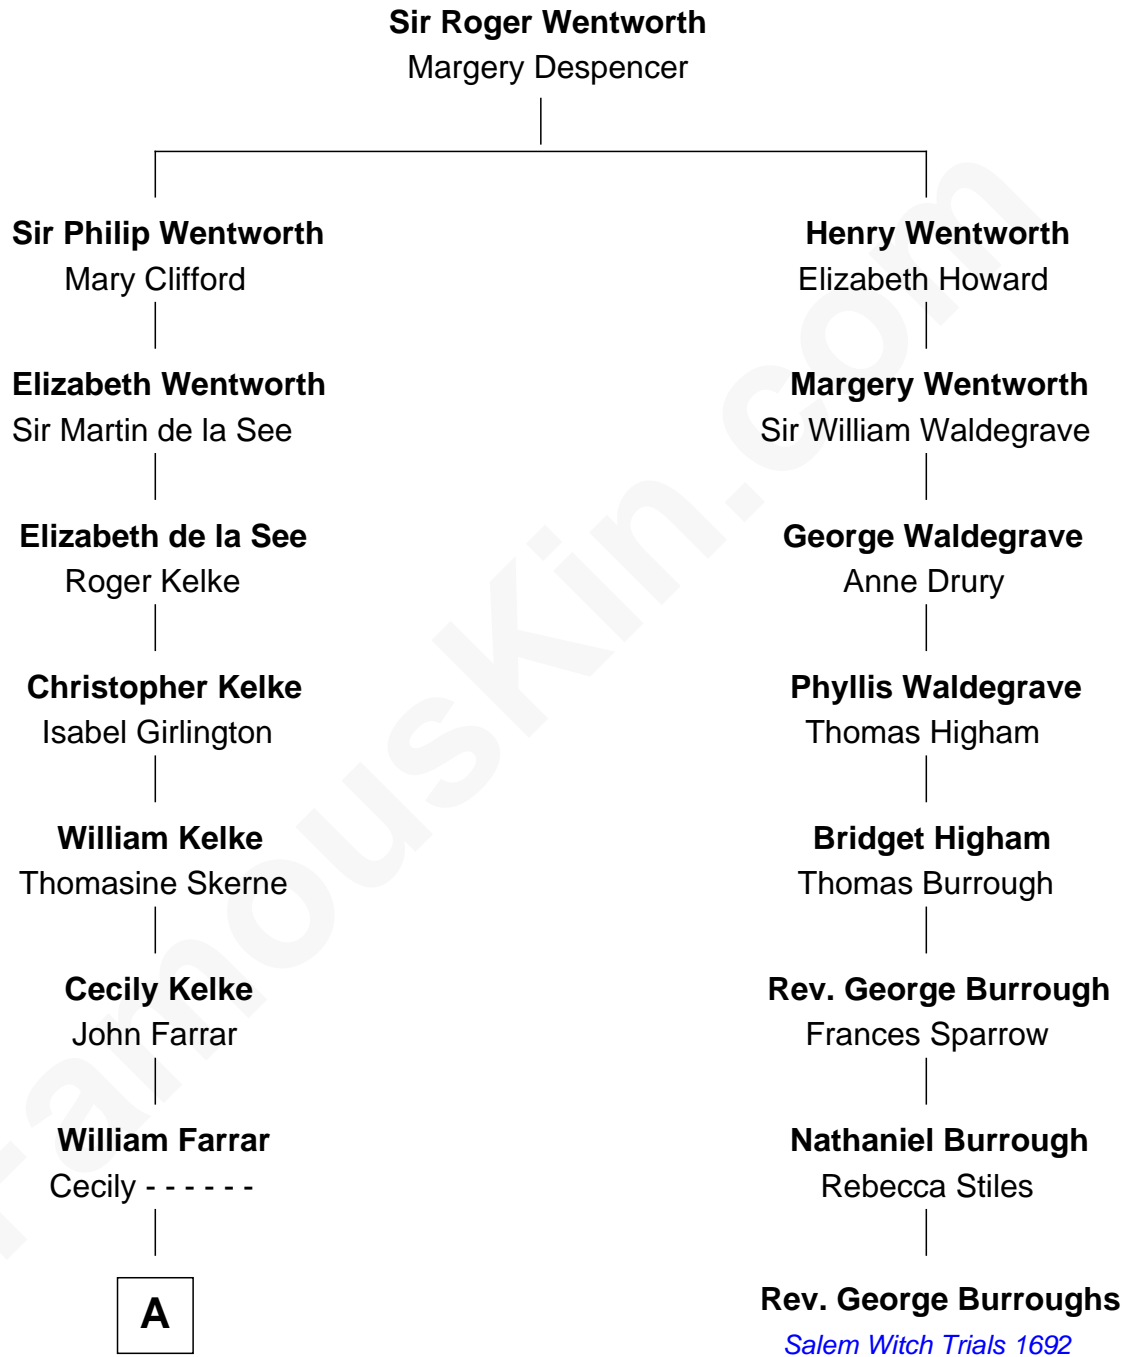 Sir Roger Wentworth
Margery Despencer
Sir Philip Wentworth
Mary Clifford
Elizabeth Wentworth
Sir Martin de la See
Elizabeth de la See
Roger Kelke
Christopher Kelke
Isabel Girlington
William Kelke
Thomasine Skerne
Cecily Kelke
John Farrar
William Farrar
Cecily - - - - - -
A
Henry Wentworth
Elizabeth Howard
Margery Wentworth
Sir William Waldegrave
George Waldegrave
Anne Drury
Phyllis Waldegrave
Thomas Higham
Bridget Higham
Thomas Burrough
Rev. George Burrough
Frances Sparrow
Nathaniel Burrough
Rebecca Stiles
Rev. George Burroughs
Salem Witch Trials 1692
FamousKin.com